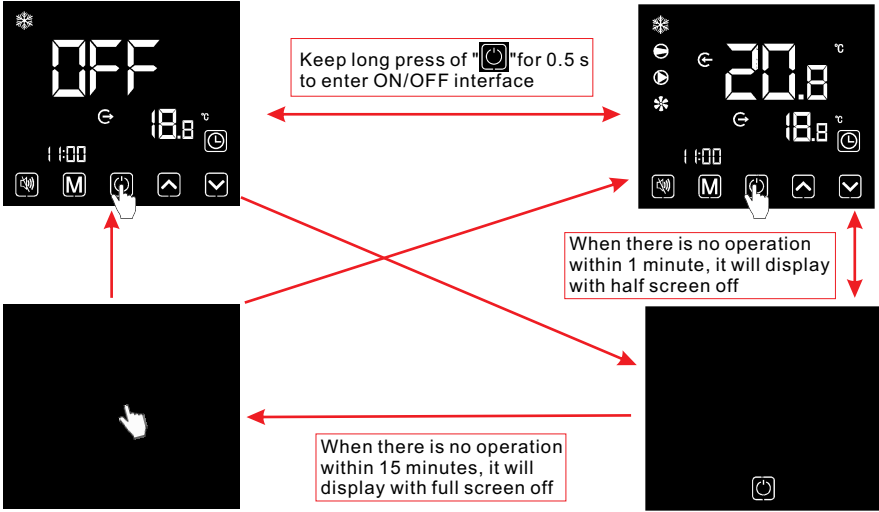 OFF
18.8 °C
11:00
M
Keep long press of " "for 0.5 s
to enter ON/OFF interface
20.8 °C
18.8 °C
11:00
M
When there is no operation
within 1 minute, it will display
with half screen off
When there is no operation
within 15 minutes, it will
display with full screen off